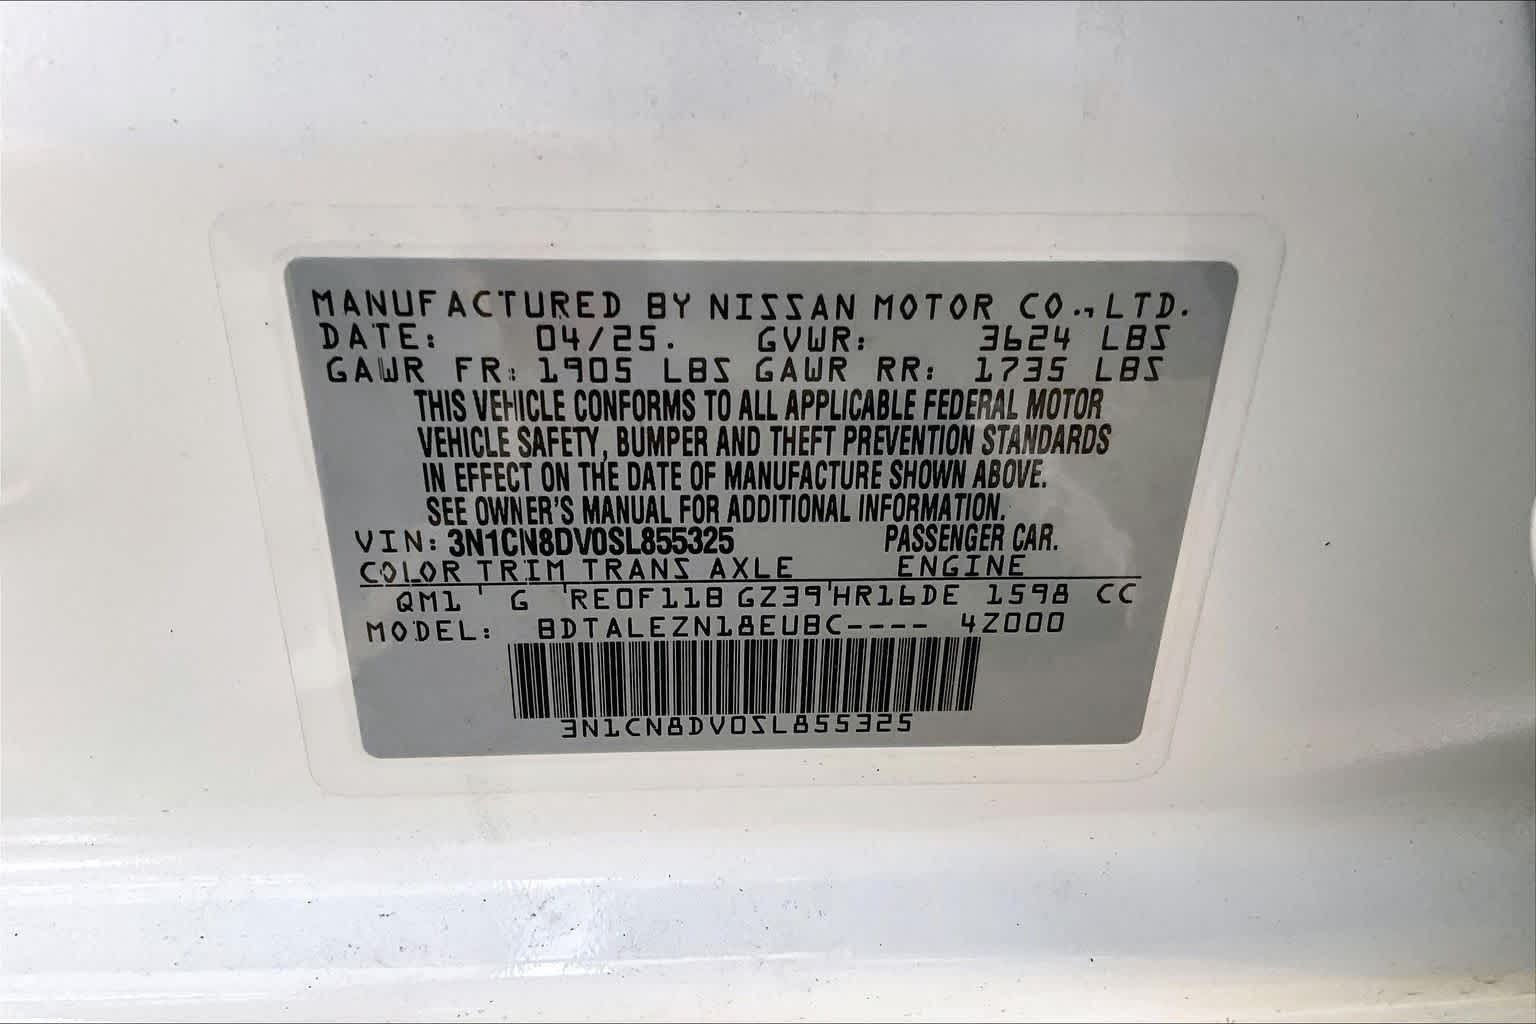 MANUFACTURED BY NISSAN MOTOR CO.,LTD.
DATE: 04/25. GVWR: 3624 LBS
GAWR FR: 1905 LBS GAWR RR: 1735 LBS
THIS VEHICLE CONFORMS TO ALL APPLICABLE FEDERAL MOTOR
VEHICLE SAFETY, BUMPER AND THEFT PREVENTION STANDARDS
IN EFFECT ON THE DATE OF MANUFACTURE SHOWN ABOVE.
SEE OWNER'S MANUAL FOR ADDITIONAL INFORMATION.
VIN: 3N1CN8DV0SL855325 PASSENGER CAR.
COLOR TRIM TRANS AXLE ENGINE
QM1 ' G 'RE0F11B GZ39'HR16DE 1598 CC
MODEL: BDTALEZN18EUBC---- 4Z000
3N1CN8DV0SL855325